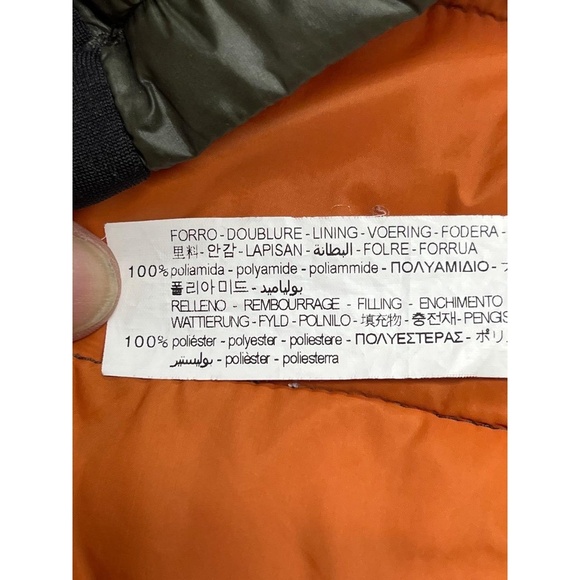 FORRO - DOUBLURE - LINING - VOERING - FODERA -
里料 - 안감 - LAPISAN - البطانة - FOLRE - FORRUA
100% poliamida - polyamide - poliammide - ΠΟΛΥΑΜΙΔΙΟ -
폴리아미드 - بوليأميد
RELLENO - REMBOURRAGE - FILLING - ENCHIMENTO
WATTIERUNG - FYLD - POLNILO - 填充物 - 충전재 - PENGIS
100% poliéster - polyester - poliestere - ΠΟΛΥΕΣΤΕΡΑΣ - ポリ
بوليستير - polièster - poliesterra